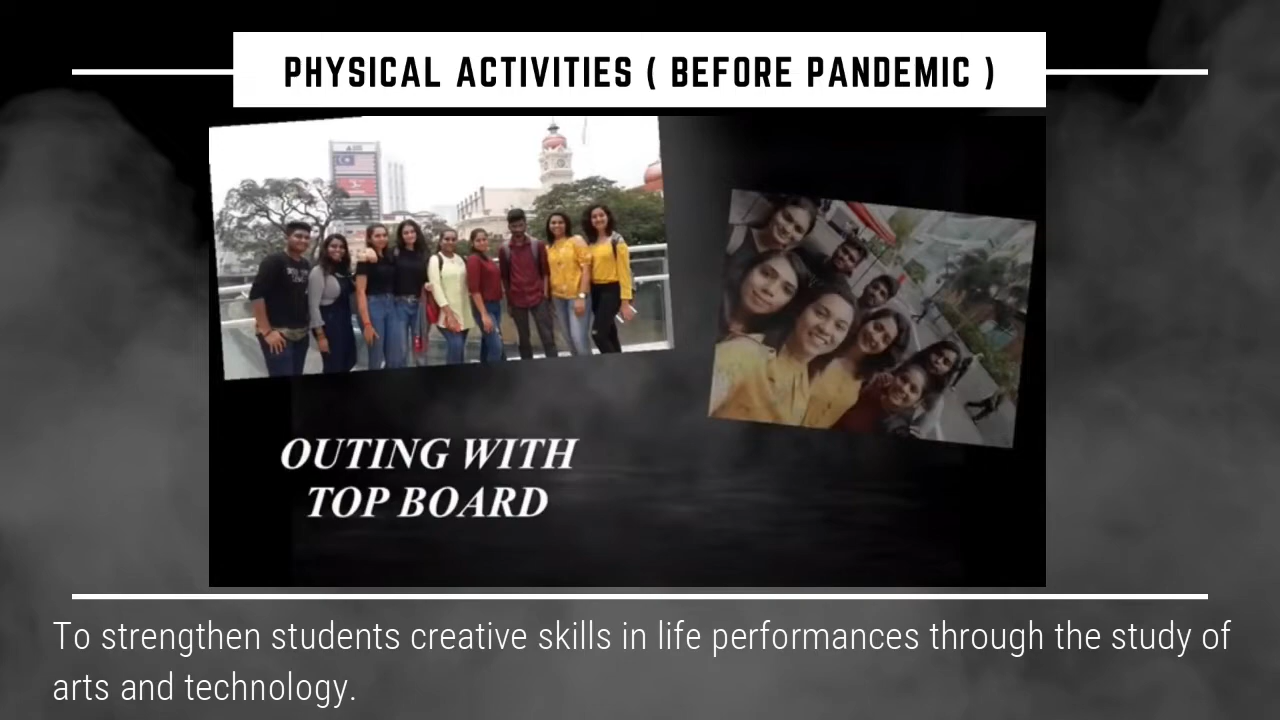 PHYSICAL ACTIVITIES ( BEFORE PANDEMIC )
OUTING WITH
TOP BOARD
To strengthen students creative skills in life performances through the study of
arts and technology.